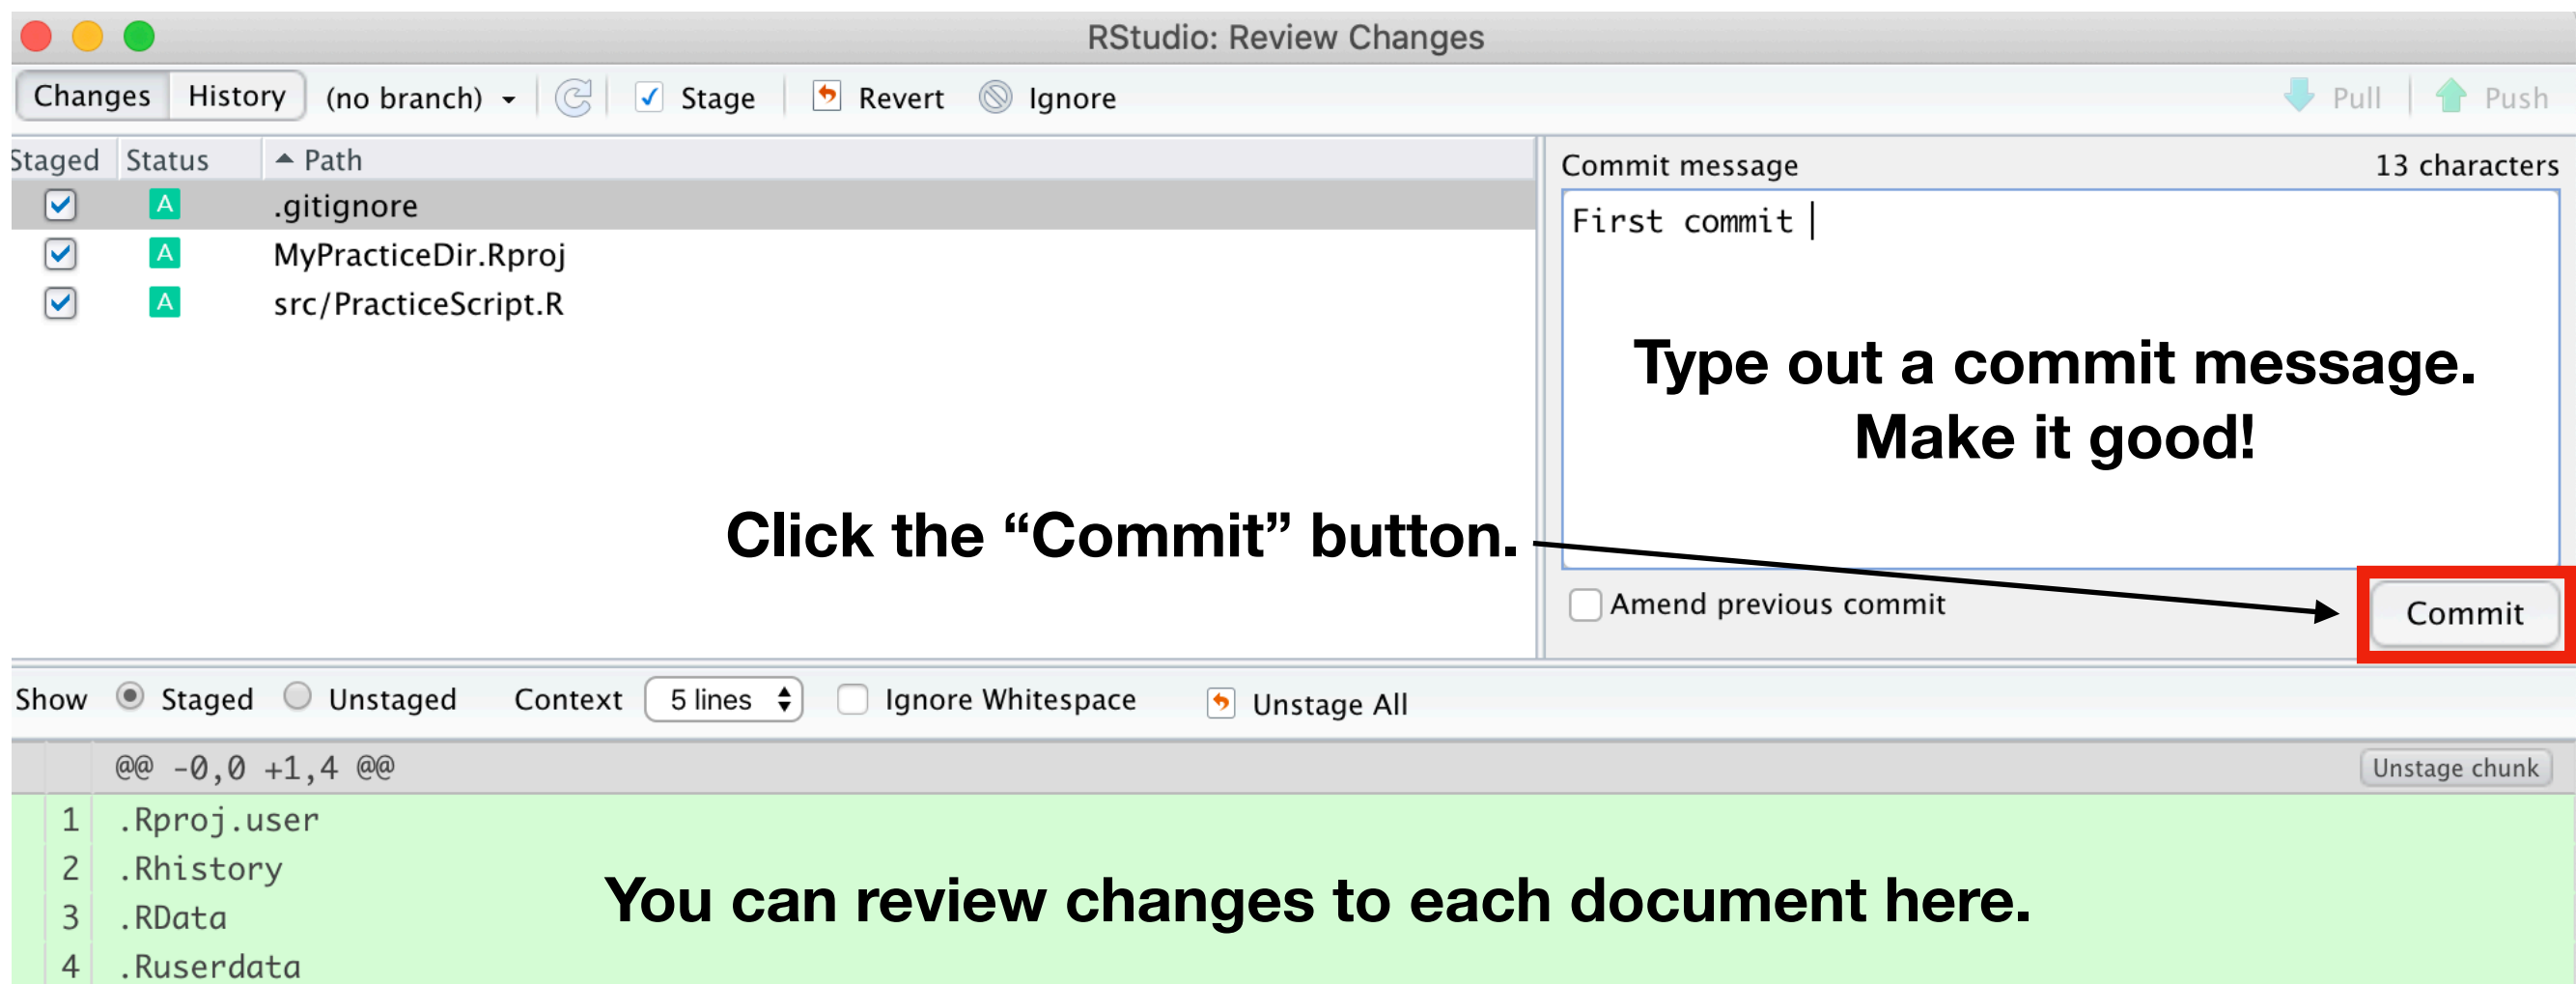 RStudio: Review Changes
Changes History (no branch) Stage Revert Ignore Pull Push
Staged Status Path
Commit message 13 characters
A .gitignore
First commit
A MyPracticeDir.Rproj
A src/PracticeScript.R
Type out a commit message.
Make it good!
Click the “Commit” button.
Amend previous commit
Commit
Show Staged Unstaged Context 5 lines Ignore Whitespace Unstage All
@@ -0,0 +1,4 @@ Unstage chunk
1 .Rproj.user
2 .Rhistory
You can review changes to each document here.
3 .RData
4 .Ruserdata